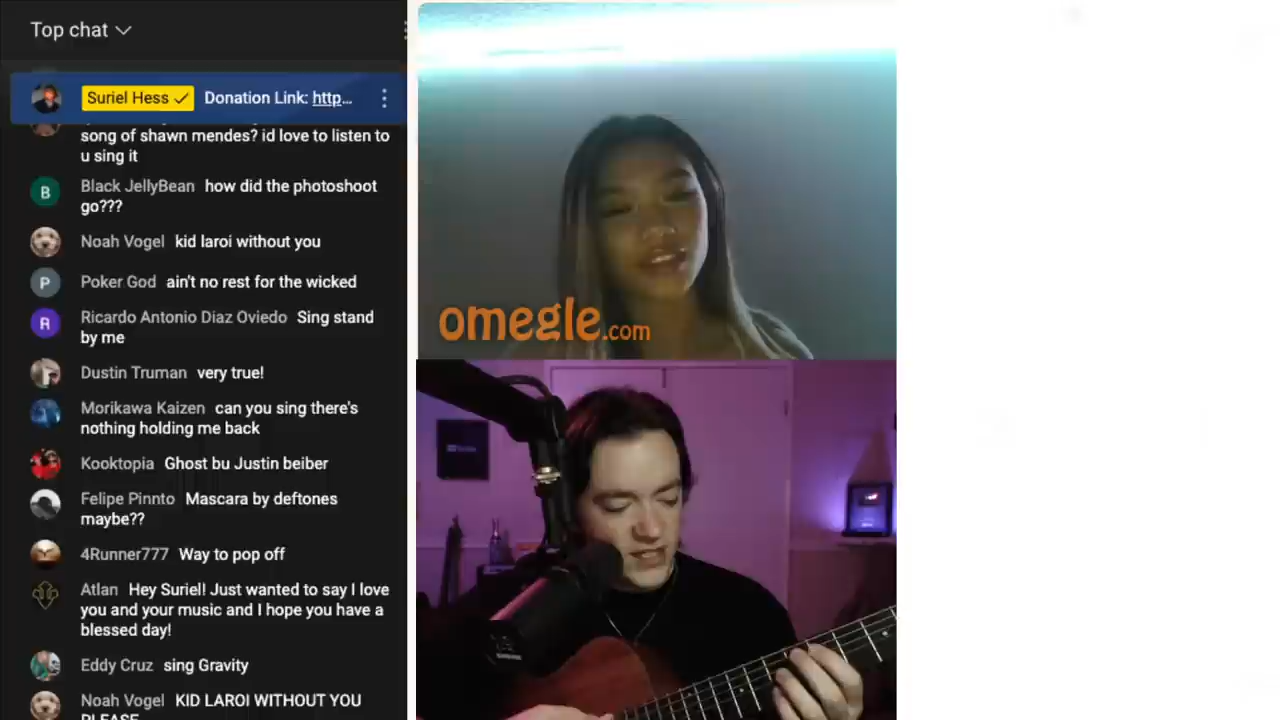 Top chat
Suriel Hess Donation Link: http...
song of shawn mendes? id love to listen to
u sing it
B Black JellyBean how did the photoshoot
go???
Noah Vogel kid laroi without you
P Poker God ain't no rest for the wicked
R Ricardo Antonio Diaz Oviedo Sing stand
by me
Dustin Truman very true!
Morikawa Kaizen can you sing there's
nothing holding me back
Kooktopia Ghost bu Justin beiber
Felipe Pinnto Mascara by deftones
maybe??
4Runner777 Way to pop off
Atlan Hey Suriel! Just wanted to say I love
you and your music and I hope you have a
blessed day!
Eddy Cruz sing Gravity
Noah Vogel KID LAROI WITHOUT YOU
PLEASE
omegle.com